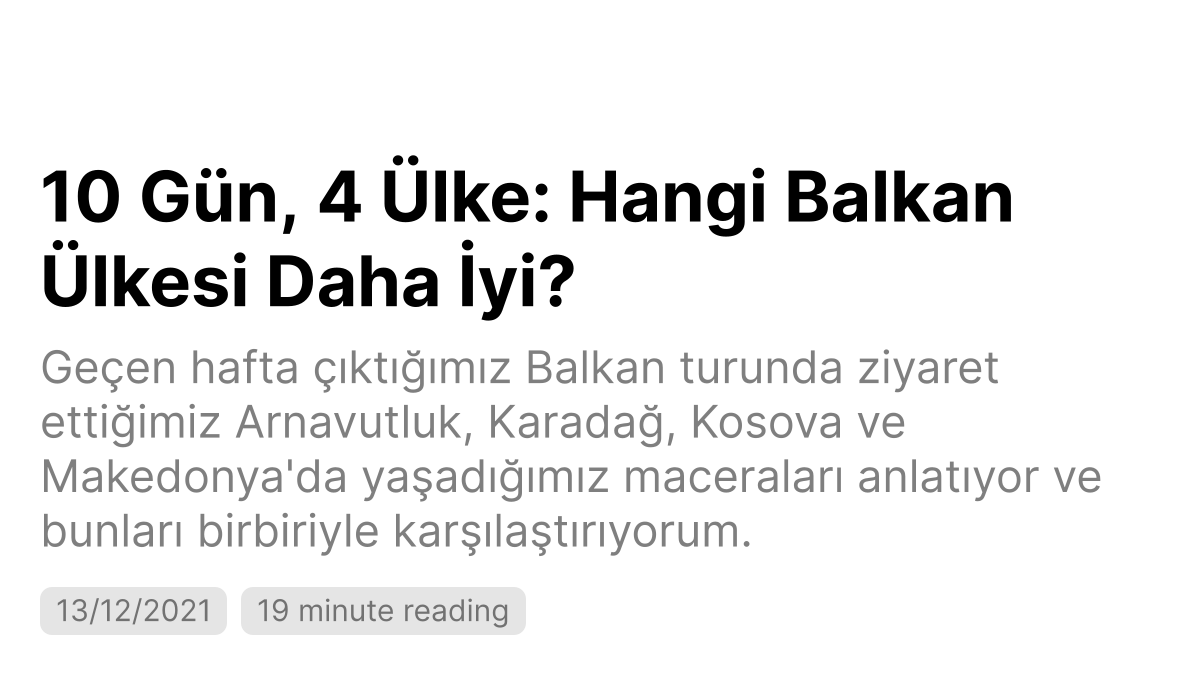 10 Gün, 4 Ülke: Hangi Balkan
Ülkesi Daha İyi?
Geçen hafta çıktığımız Balkan turunda ziyaret
ettiğimiz Arnavutluk, Karadağ, Kosova ve
Makedonya'da yaşadığımız maceraları anlatıyor ve
bunları birbiriyle karşılaştırıyorum.
13/12/2021 19 minute reading